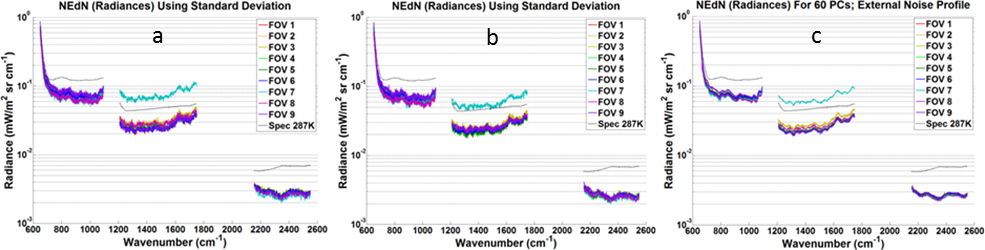 NEdN (Radiances) Using Standard Deviation
a
FOV 1
FOV 2
FOV 3
FOV 4
FOV 5
FOV 6
FOV 7
FOV 8
FOV 9
Spec 287K
Radiance (mW/m² sr cm⁻¹)
10⁰
10⁻¹
10⁻²
10⁻³
600 800 1000 1200 1400 1600 1800 2000 2200 2400 2600
Wavenumber (cm⁻¹)
NEdN (Radiances) Using Standard Deviation
b
FOV 1
FOV 2
FOV 3
FOV 4
FOV 5
FOV 6
FOV 7
FOV 8
FOV 9
Spec 287K
Radiance (mW/m² sr cm⁻¹)
10⁰
10⁻¹
10⁻²
10⁻³
600 800 1000 1200 1400 1600 1800 2000 2200 2400 2600
Wavenumber (cm⁻¹)
NEdN (Radiances) For 60 PCs; External Noise Profile
c
FOV 1
FOV 2
FOV 3
FOV 4
FOV 5
FOV 6
FOV 7
FOV 8
FOV 9
Spec 287K
Radiance (mW/m² sr cm⁻¹)
10⁰
10⁻¹
10⁻²
10⁻³
600 800 1000 1200 1400 1600 1800 2000 2200 2400 2600
Wavenumber (cm⁻¹)